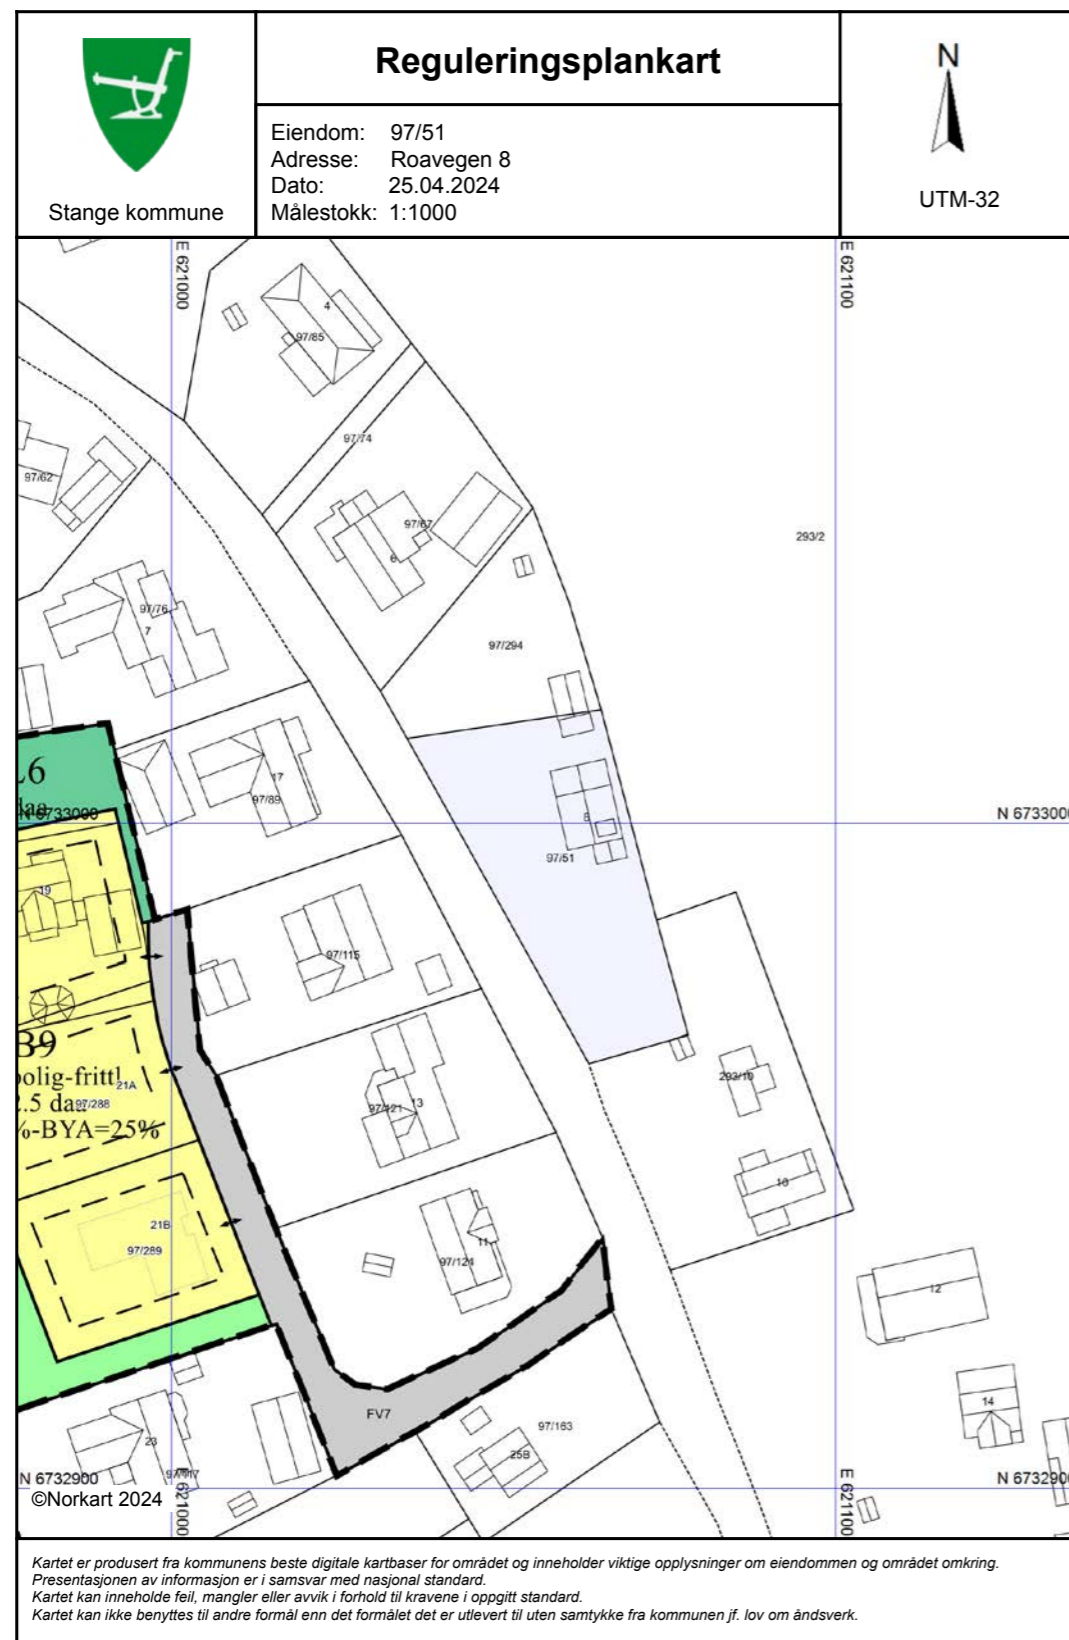 Stange kommune
Reguleringsplankart
Eiendom: 97/51
Adresse: Roavegen 8
Dato: 25.04.2024
Målestokk: 1:1000
N
UTM-32
E 621000
E 621100
4
97/85
97/74
97/62
97/67
6
293/2
97/76
7
97/294
17
97/89
N 6733000
N 6733000
8
97/51
19
97/115
B9
21A
97/288
%-BYA=25%
13
97/121
293/10
10
21B
97/289
11
97/124
12
FV7
97/163
14
23
25B
N 6732900
E 621000
E 621100
N 6732900
©Norkart 2024
Kartet er produsert fra kommunens beste digitale kartbaser for området og inneholder viktige opplysninger om eiendommen og området omkring.
Presentasjonen av informasjon er i samsvar med nasjonal standard.
Kartet kan inneholde feil, mangler eller avvik i forhold til kravene i oppgitt standard.
Kartet kan ikke benyttes til andre formål enn det formålet det er utlevert til uten samtykke fra kommunen jf. lov om åndsverk.